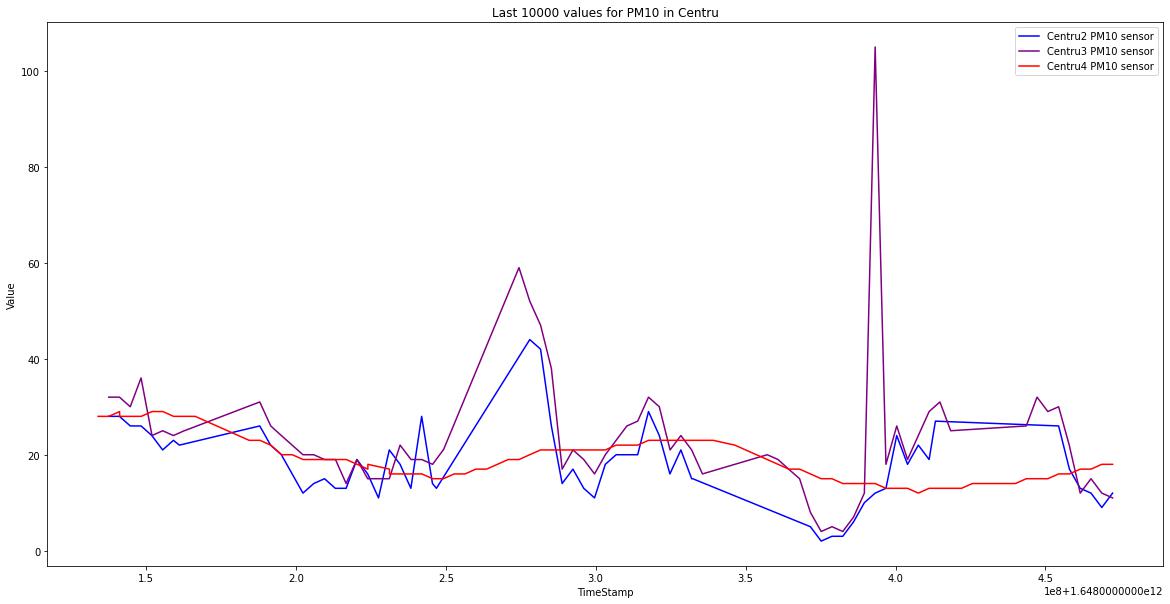 Last 10000 values for PM10 in Centru
Centru2 PM10 sensor
Centru3 PM10 sensor
Centru4 PM10 sensor
100
80
60
40
20
0
Value
1.5 2.0 2.5 3.0 3.5 4.0 4.5
TimeStamp
1e8+1.6480000000e12